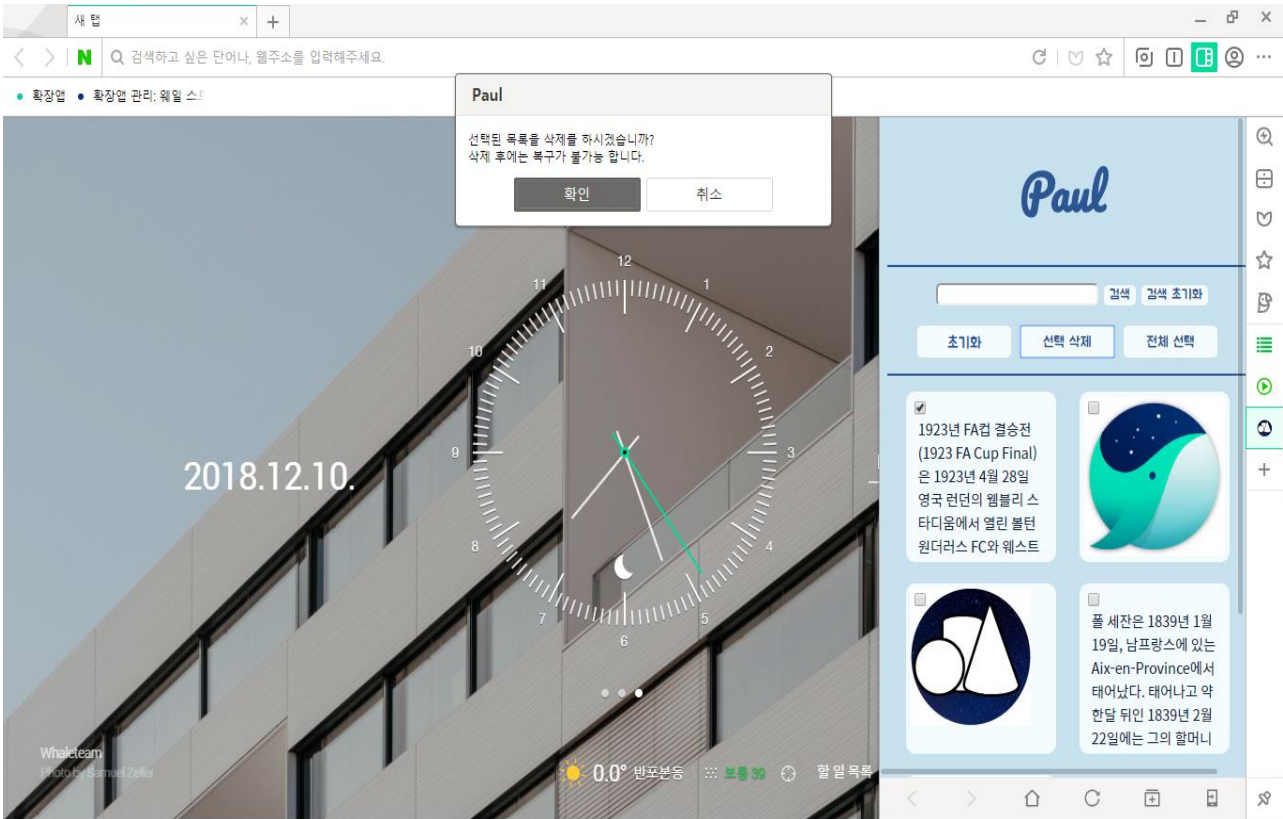 새 탭
N
검색하고 싶은 단어나, 웹주소를 입력해주세요.
확장앱
확장앱 관리: 웨일 스
Paul
선택된 목록을 삭제를 하시겠습니까?
삭제 후에는 복구가 불가능 합니다.
확인
취소
12
1
2
3
4
5
6
7
8
9
10
11
2018.12.10.
Whaleteam
Photo by Samuel Zeller
0.0° 반포본동
보통 39
할 일 목록
Paul
검색
검색 초기화
초기화
선택 삭제
전체 선택
1923년 FA컵 결승전
(1923 FA Cup Final)
은 1923년 4월 28일
영국 런던의 웸블리 스
타디움에서 열린 볼턴
원더러스 FC와 웨스트
폴 세잔은 1839년 1월
19일, 남프랑스에 있는
Aix-en-Province에서
태어났다. 태어나고 약
한달 뒤인 1839년 2월
22일에는 그의 할머니